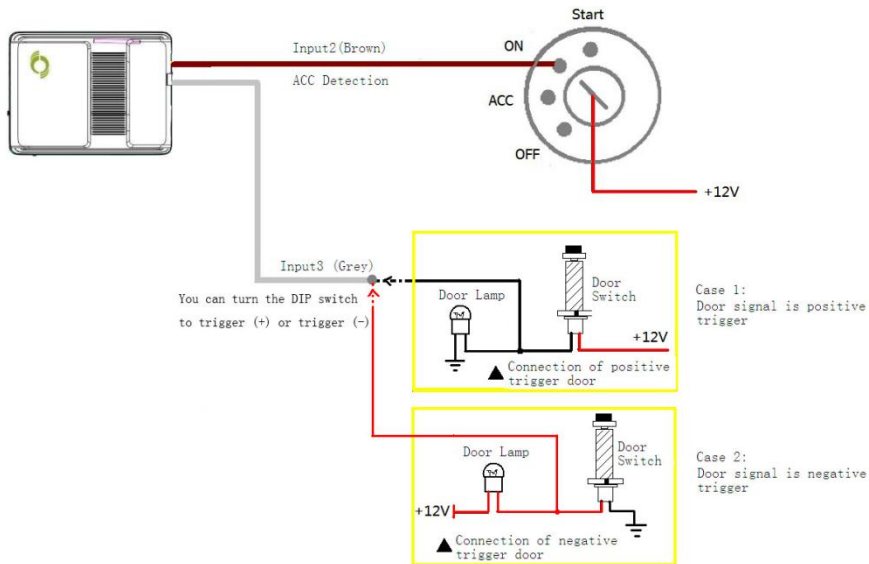 Start
Input2(Brown)
ON
ACC Detection
ACC
OFF
+12V
Input3 (Grey)
You can turn the DIP switch
to trigger (+) or trigger (-)
Door Lamp
Door
Switch
+12V
▲ Connection of positive
trigger door
Case 1:
Door signal is positive
trigger
Door Lamp
Door
Switch
+12V
▲ Connection of negative
trigger door
Case 2:
Door signal is negative
trigger